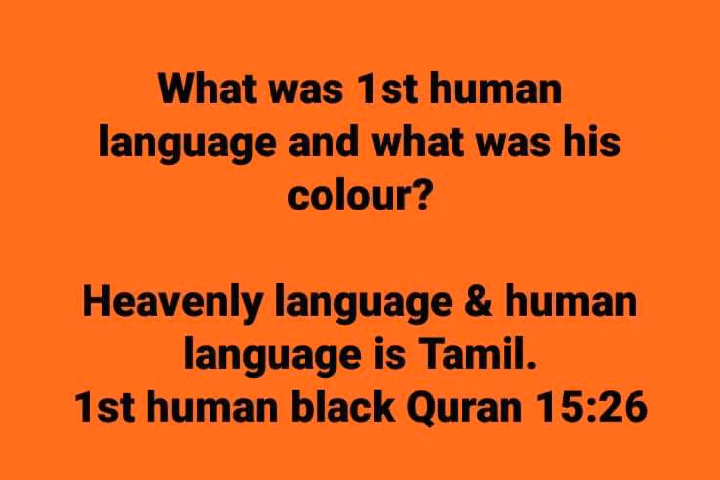 What was 1st human
language and what was his
colour?
Heavenly language & human
language is Tamil.
1st human black Quran 15:26